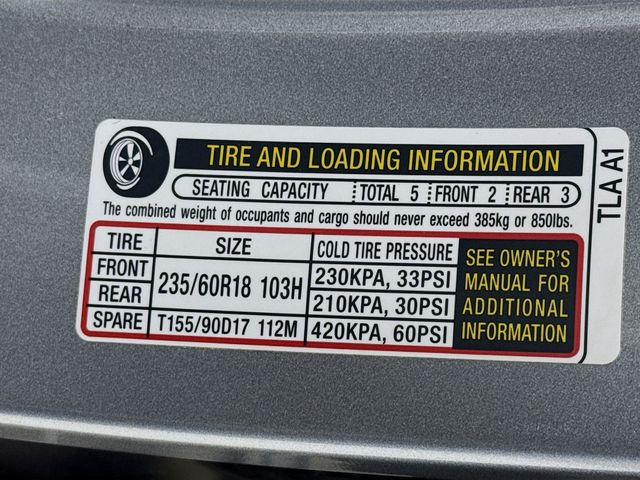 TIRE AND LOADING INFORMATION
SEATING CAPACITY TOTAL 5 FRONT 2 REAR 3
The combined weight of occupants and cargo should never exceed 385kg or 850lbs.
TIRE SIZE COLD TIRE PRESSURE
FRONT 235/60R18 103H 230KPA, 33PSI
REAR 210KPA, 30PSI
SPARE T155/90D17 112M 420KPA, 60PSI
SEE OWNER'S
MANUAL FOR
ADDITIONAL
INFORMATION
TLA A1